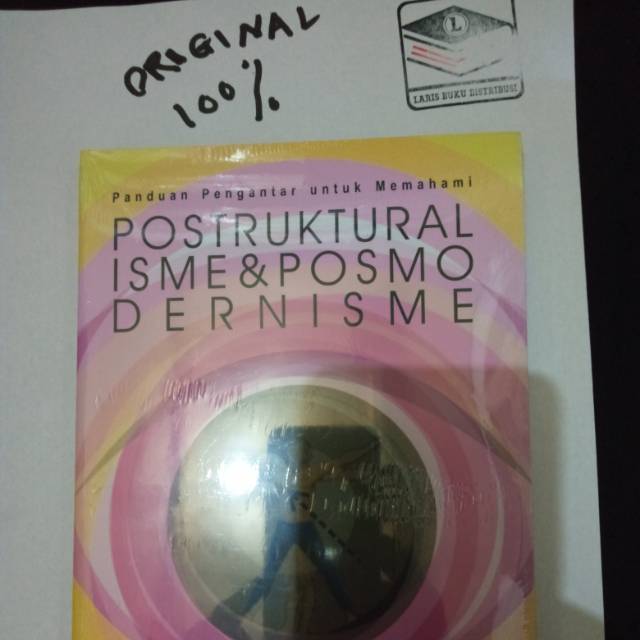 ORIGINAL
100%
L
LARIS BUKU DISTRIBUSI
Panduan Pengantar untuk Memahami
POSTRUKTURAL
ISME&POSMO
DERNISME